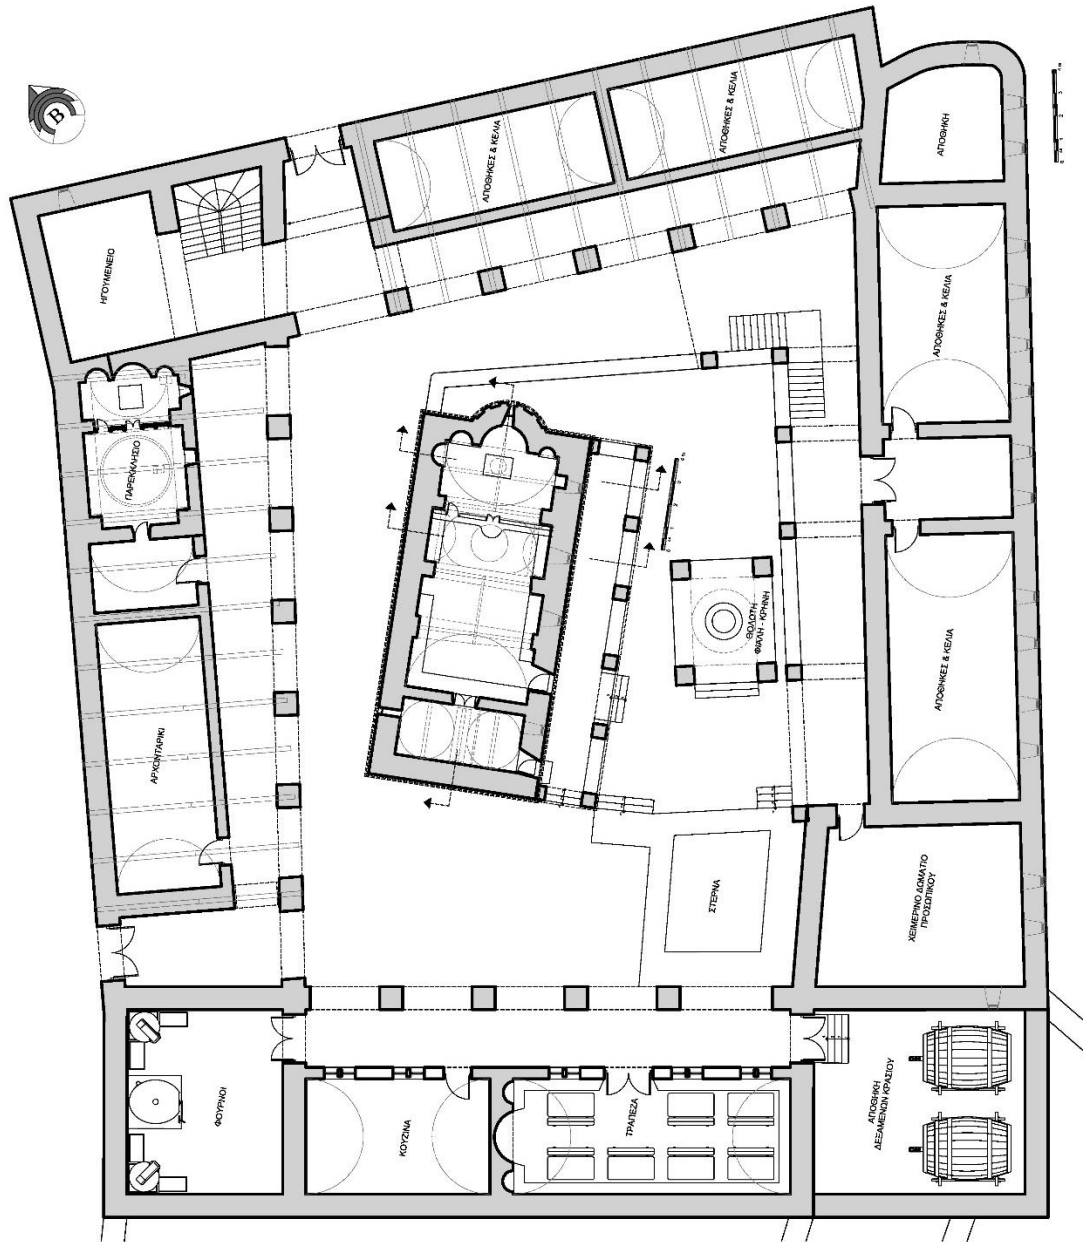 Β
ΑΠΟΘΗΚΕΣ & ΚΕΛΙΑ
ΑΠΟΘΗΚΕΣ & ΚΕΛΙΑ
ΑΠΟΘΗΚΗ
ΗΓΟΥΜΕΝΕΙΟ
ΑΠΟΘΗΚΕΣ & ΚΕΛΙΑ
ΠΑΡΕΚΚΛΗΣΙΟ
ΘΟΛΩΤΗ
ΦΙΑΛΗ - ΚΡΗΝΗ
ΑΠΟΘΗΚΕΣ & ΚΕΛΙΑ
ΑΡΧΟΝΤΑΡΙΚΙ
ΣΤΕΡΝΑ
ΧΕΙΜΕΡΙΝΟ ΔΩΜΑΤΙΟ
ΠΡΟΣΩΠΙΚΟΥ
ΦΟΥΡΝΟΙ
ΚΟΥΖΙΝΑ
ΤΡΑΠΕΖΑ
ΑΠΟΘΗΚΗ
ΔΕΞΑΜΕΝΩΝ ΚΡΑΣΙΟΥ